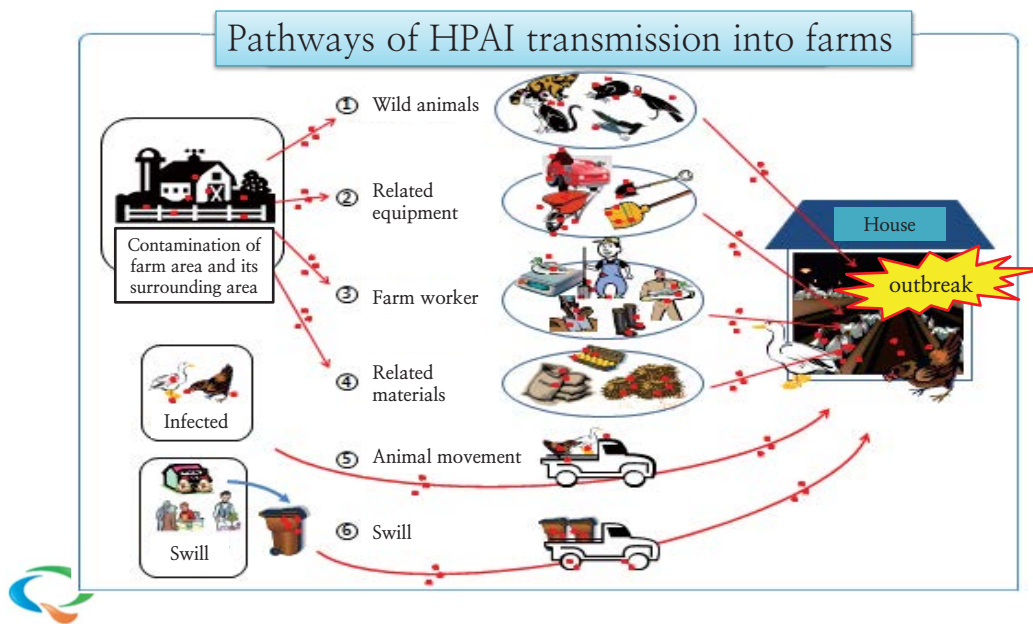 Pathways of HPAI transmission into farms
① Wild animals
② Related
equipment
House
Contamination of
farm area and its
surrounding area
outbreak
③ Farm worker
④ Related
materials
Infected
⑤ Animal movement
⑥ Swill
Swill